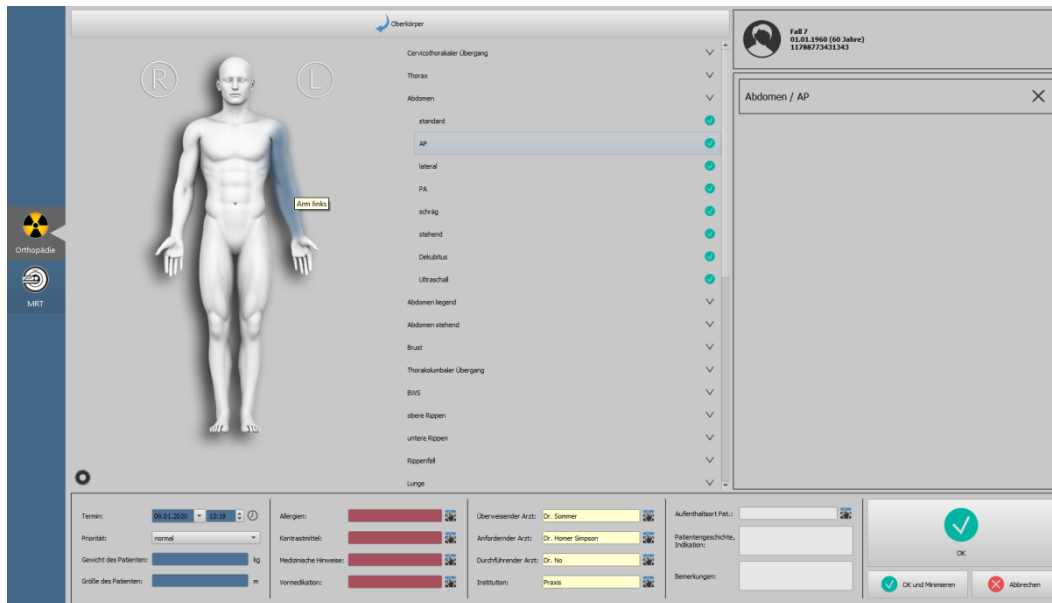 Oberkörper
R
L
Arm links
Orthopädie
MRT
Cervicothorakaler Übergang
Thorax
Abdomen
standard
AP
lateral
PA
schräg
stehend
Dekubitus
Ultraschall
Abdomen liegend
Abdomen stehend
Brust
Thorakolumbaler Übergang
BWS
obere Rippen
untere Rippen
Rippenfell
Lunge
Fall 7
01.01.1960 (60 Jahre)
11788773431343
Abdomen / AP
Termin: 09.01.2020 13:19
Priorität: normal
Gewicht des Patienten: kg
Größe des Patienten: m
Allergien:
Kontrastmittel:
Medizinische Hinweise:
Vormedikation:
Überweisender Arzt: Dr. Sommer
Anfordernder Arzt: Dr. Homer Simpson
Durchführender Arzt: Dr. No
Institution: Praxis
Aufenthaltsort Pat.:
Patientengeschichte,
Indikation:
Bemerkungen:
OK
OK und Minimieren
Abbrechen